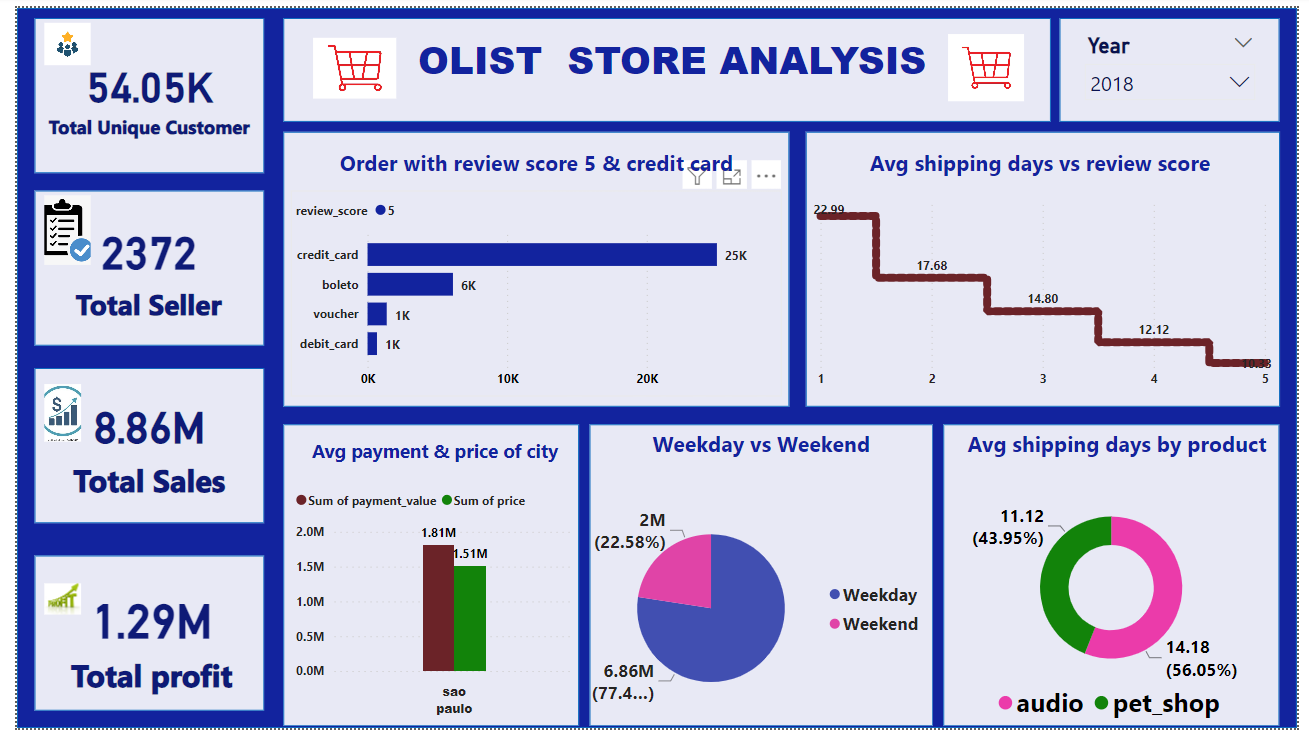 54.05K
Total Unique Customer
2372
Total Seller
8.86M
Total Sales
1.29M
Total profit
OLIST STORE ANALYSIS
Year
2018
Order with review score 5 & credit card
review_score 5
credit_card 25K
boleto 6K
voucher 1K
debit_card 1K
0K 10K 20K
Avg shipping days vs review score
22.99
17.68
14.80
12.12
10.33
1 2 3 4 5
Avg payment & price of city
Sum of payment_value Sum of price
2.0M
1.81M
1.51M
1.5M
1.0M
0.5M
0.0M
sao
paulo
Weekday vs Weekend
2M
(22.58%)
Weekday
Weekend
6.86M
(77.4...)
Avg shipping days by product
11.12
(43.95%)
14.18
(56.05%)
audio pet_shop